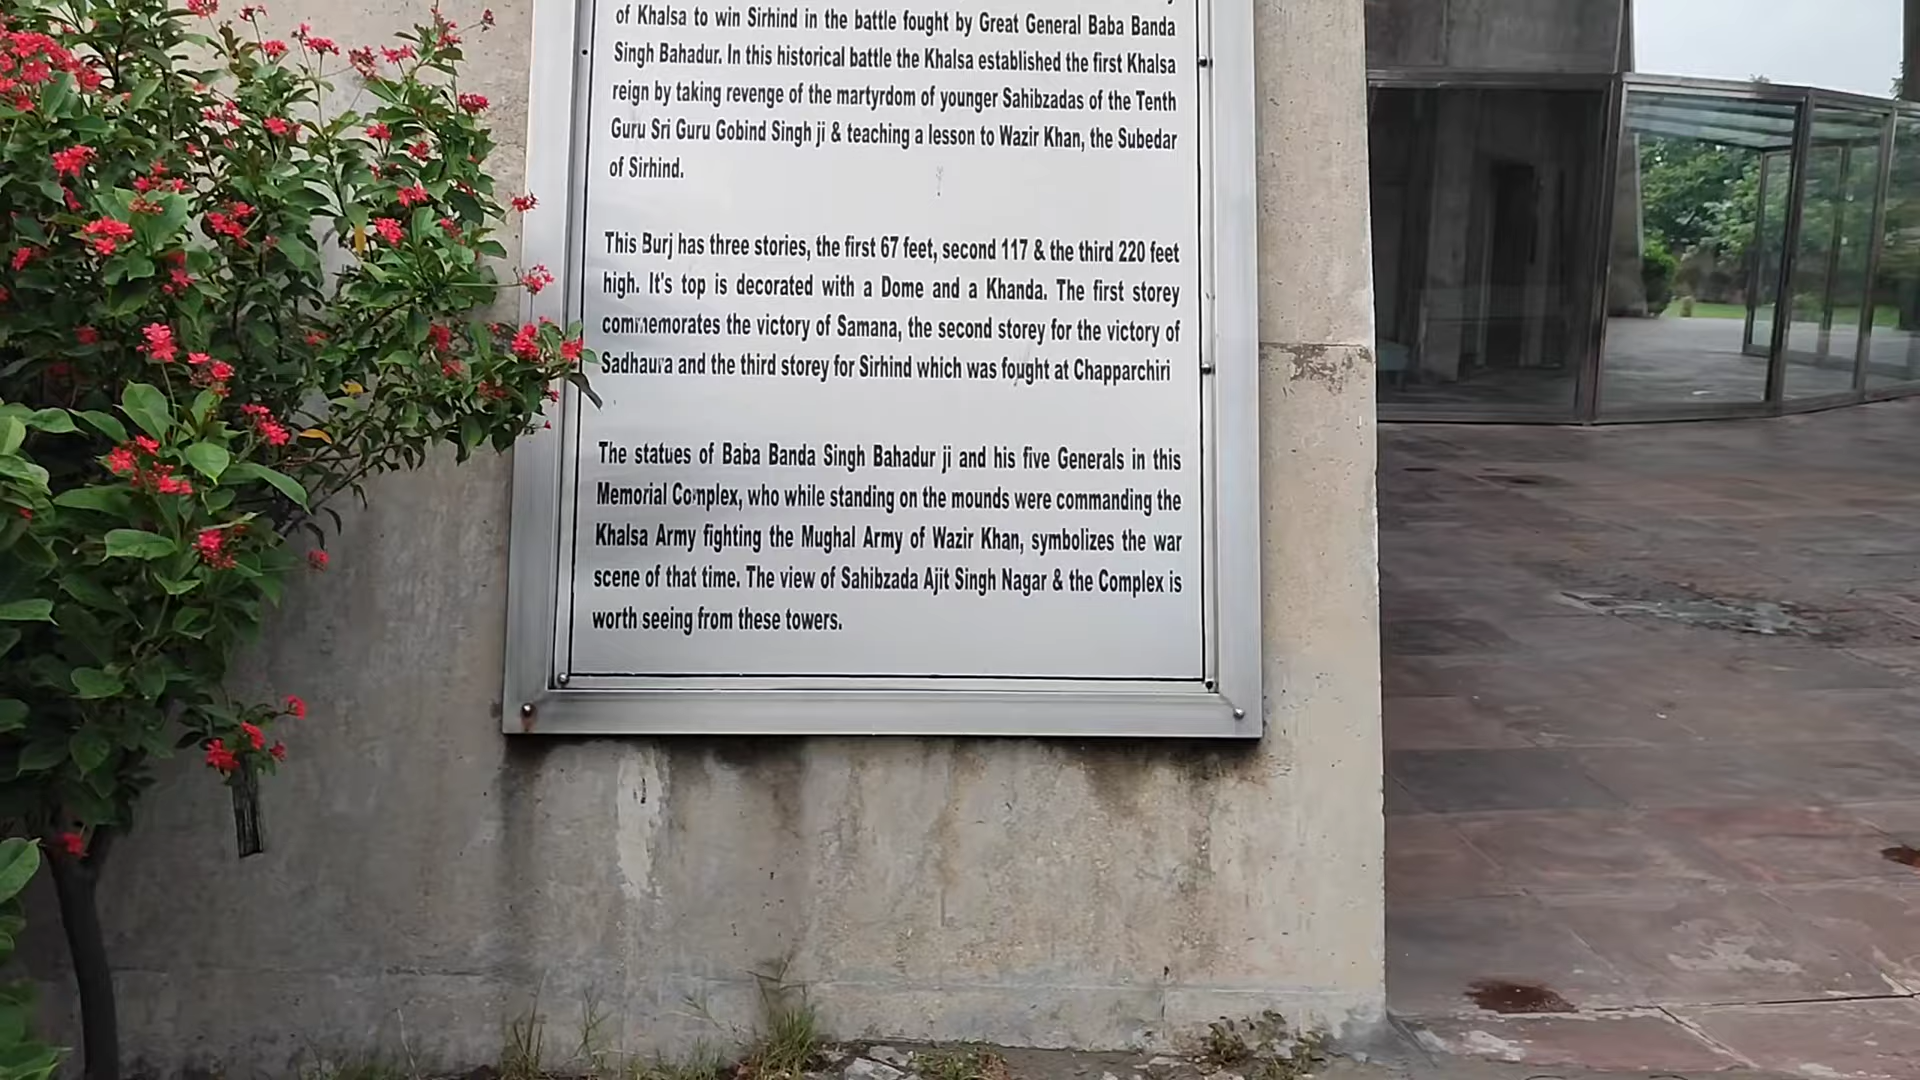 of Khalsa to win Sirhind in the battle fought by Great General Baba Banda
Singh Bahadur. In this historical battle the Khalsa established the first Khalsa
reign by taking revenge of the martyrdom of younger Sahibzadas of the Tenth
Guru Sri Guru Gobind Singh ji & teaching a lesson to Wazir Khan, the Subedar
of Sirhind.
This Burj has three stories, the first 67 feet, second 117 & the third 220 feet
high. It's top is decorated with a Dome and a Khanda. The first storey
commemorates the victory of Samana, the second storey for the victory of
Sadhaura and the third storey for Sirhind which was fought at Chapparchiri
The statues of Baba Banda Singh Bahadur ji and his five Generals in this
Memorial Complex, who while standing on the mounds were commanding the
Khalsa Army fighting the Mughal Army of Wazir Khan, symbolizes the war
scene of that time. The view of Sahibzada Ajit Singh Nagar & the Complex is
worth seeing from these towers.